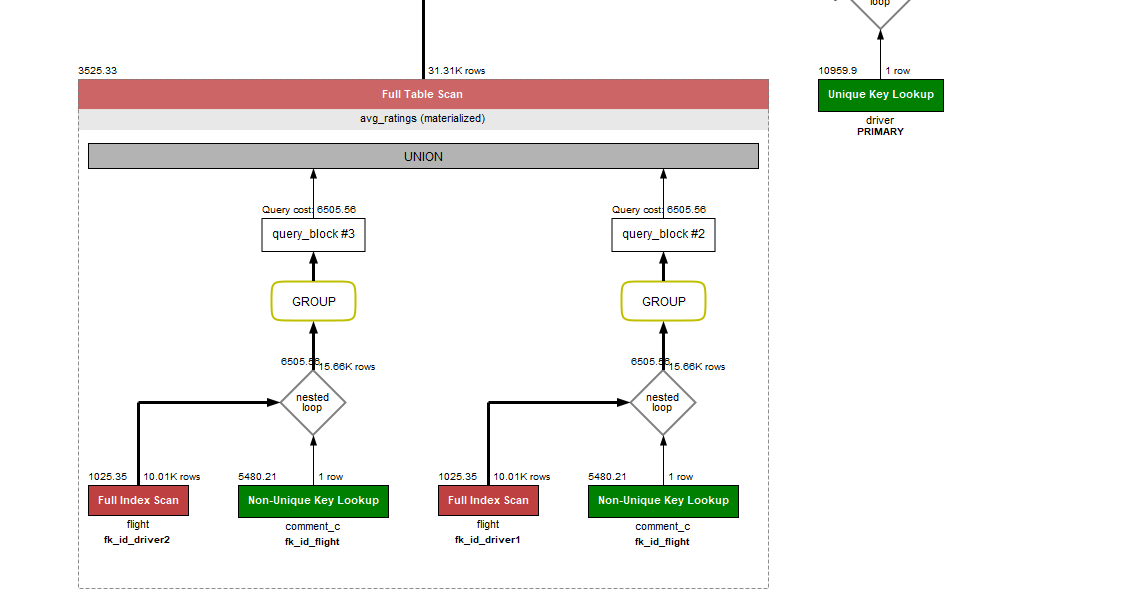 loop
3525.33 31.31K rows
10959.9 1 row
Full Table Scan
Unique Key Lookup
avg_ratings (materialized)
driver
PRIMARY
UNION
Query cost: 6505.56
Query cost: 6505.56
query_block #3
query_block #2
GROUP
GROUP
6505.56 15.66K rows
6505.56 15.66K rows
nested
loop
nested
loop
1025.35 10.01K rows
5480.21 1 row
1025.35 10.01K rows
5480.21 1 row
Full Index Scan
Non-Unique Key Lookup
Full Index Scan
Non-Unique Key Lookup
flight
comment_c
flight
comment_c
fk_id_driver2
fk_id_flight
fk_id_driver1
fk_id_flight